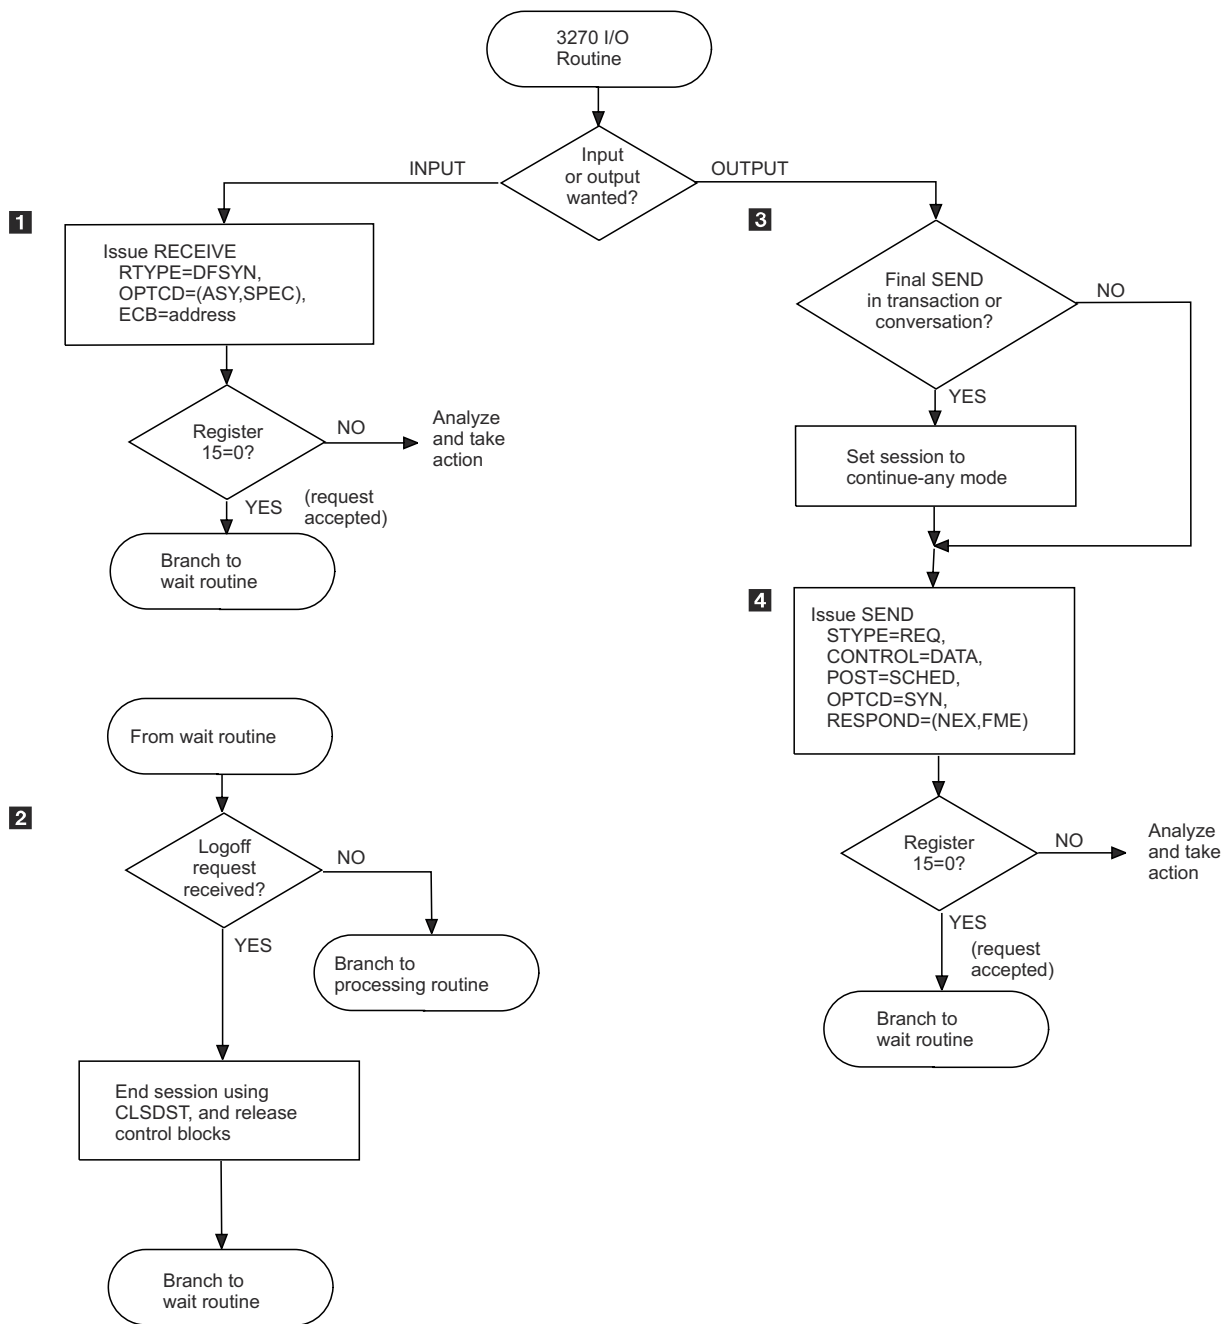 3270 I/O
Routine
Input
or output
wanted?
INPUT
OUTPUT
1
Issue RECEIVE
RTYPE=DFSYN,
OPTCD=(ASY,SPEC),
ECB=address
Register
15=0?
NO
Analyze
and take
action
YES
(request
accepted)
Branch to
wait routine
From wait routine
2
Logoff
request
received?
NO
YES
Branch to
processing routine
End session using
CLSDST, and release
control blocks
Branch to
wait routine
3
Final SEND
in transaction or
conversation?
NO
YES
Set session to
continue-any mode
4
Issue SEND
STYPE=REQ,
CONTROL=DATA,
POST=SCHED,
OPTCD=SYN,
RESPOND=(NEX,FME)
Register
15=0?
NO
Analyze
and take
action
YES
(request
accepted)
Branch to
wait routine